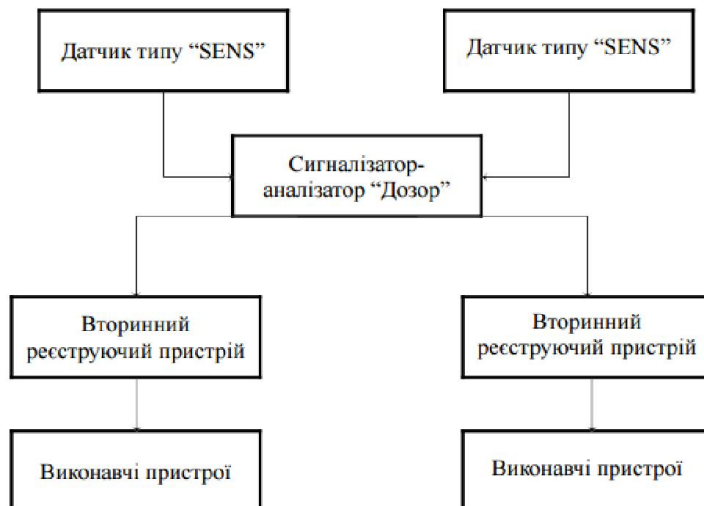 Датчик типу “SENS”
Датчик типу “SENS”
Сигналізатор-
аналізатор “Дозор”
Вторинний
реєструючий пристрій
Вторинний
реєструючий пристрій
Виконавчі пристрої
Виконавчі пристрої